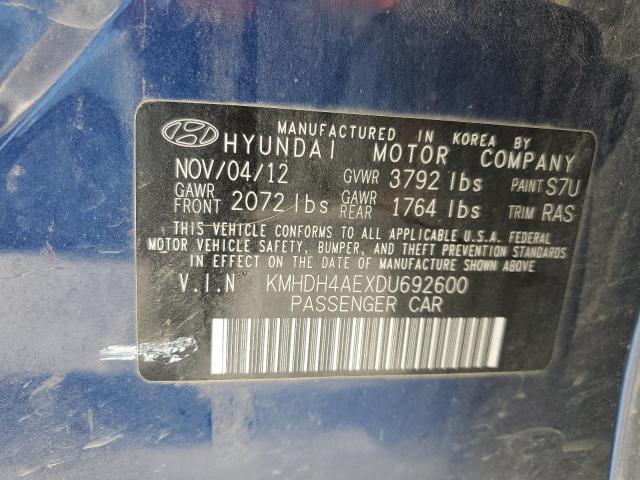 MANUFACTURED IN KOREA BY
HYUNDAI MOTOR COMPANY
NOV/04/12 GVWR 3792 lbs PAINT S7U
GAWR FRONT 2072 lbs GAWR REAR 1764 lbs TRIM RAS
THIS VEHICLE CONFORMS TO ALL APPLICABLE U.S.A. FEDERAL
MOTOR VEHICLE SAFETY, BUMPER, AND THEFT PREVENTION STANDARDS
IN EFFECT ON THE DATE OF MANUFACTURE SHOWN ABOVE.
V.I.N KMHDH4AEXDU692600
PASSENGER CAR